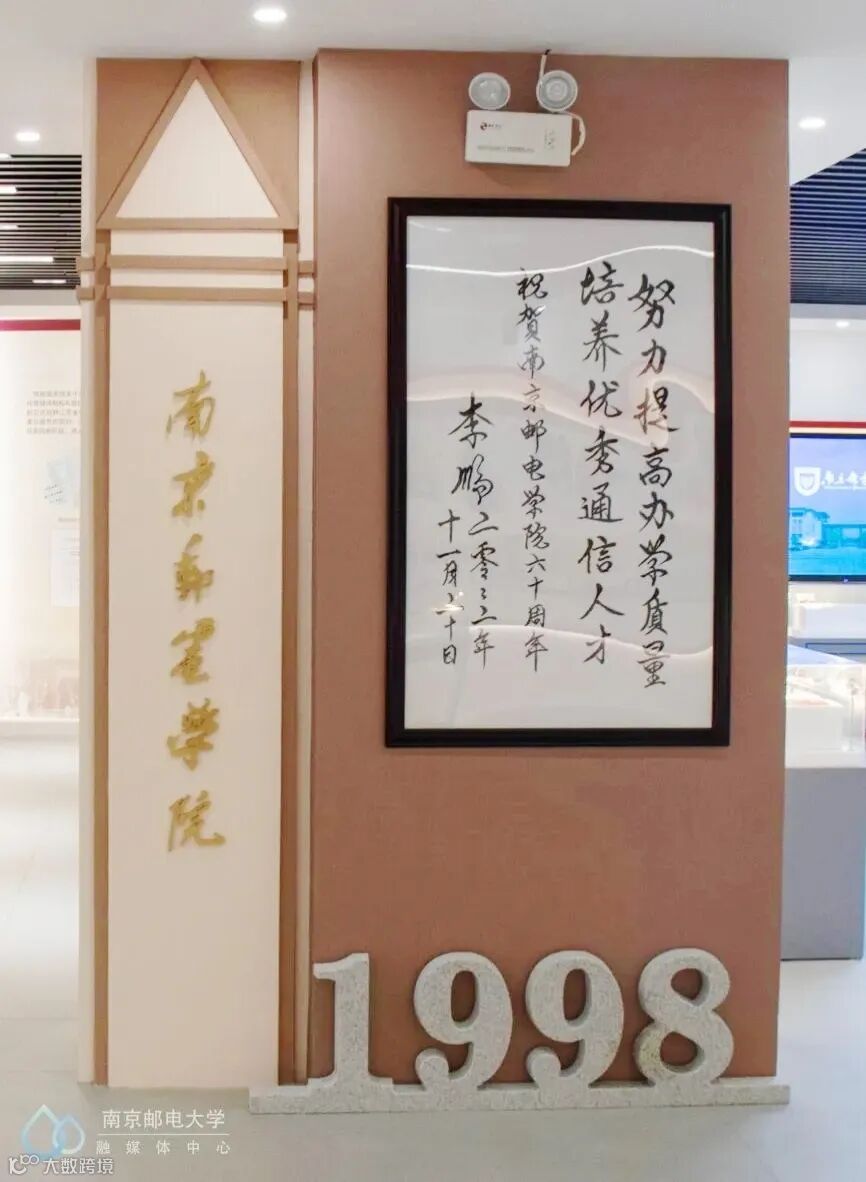 南京邮電学院
努力提高办学质量
培养优秀通信人才
祝贺南京邮电学院六十周年
李鹏二零零二年
十一月二十日
1998
南京邮电大学
融媒体中心
大数跨境